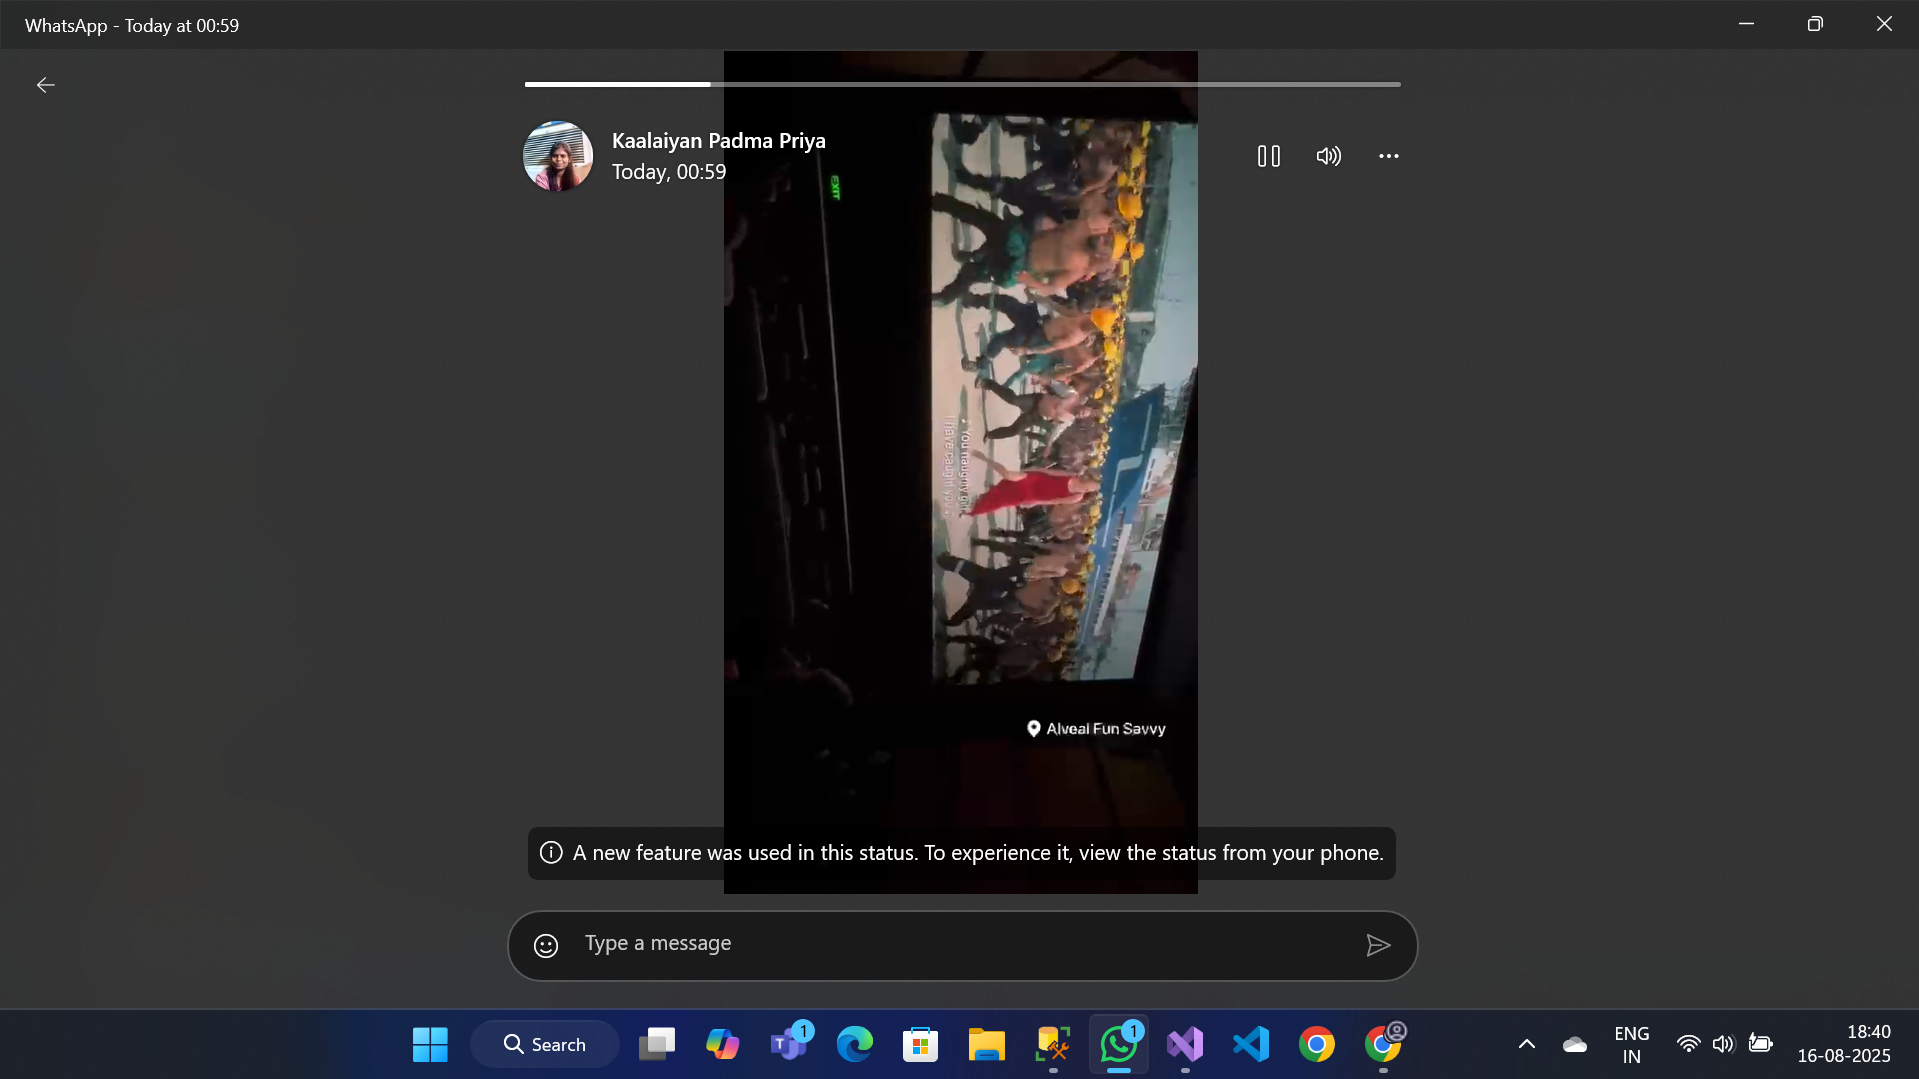 WhatsApp - Today at 00:59
Kaalaiyan Padma Priya
Today, 00:59
EXIT
♪ You naughty girl,
I have caught you ♪
Alveal Fun Savvy
A new feature was used in this status. To experience it, view the status from your phone.
Type a message
Search
1
1
ENG
IN
18:40
16-08-2025